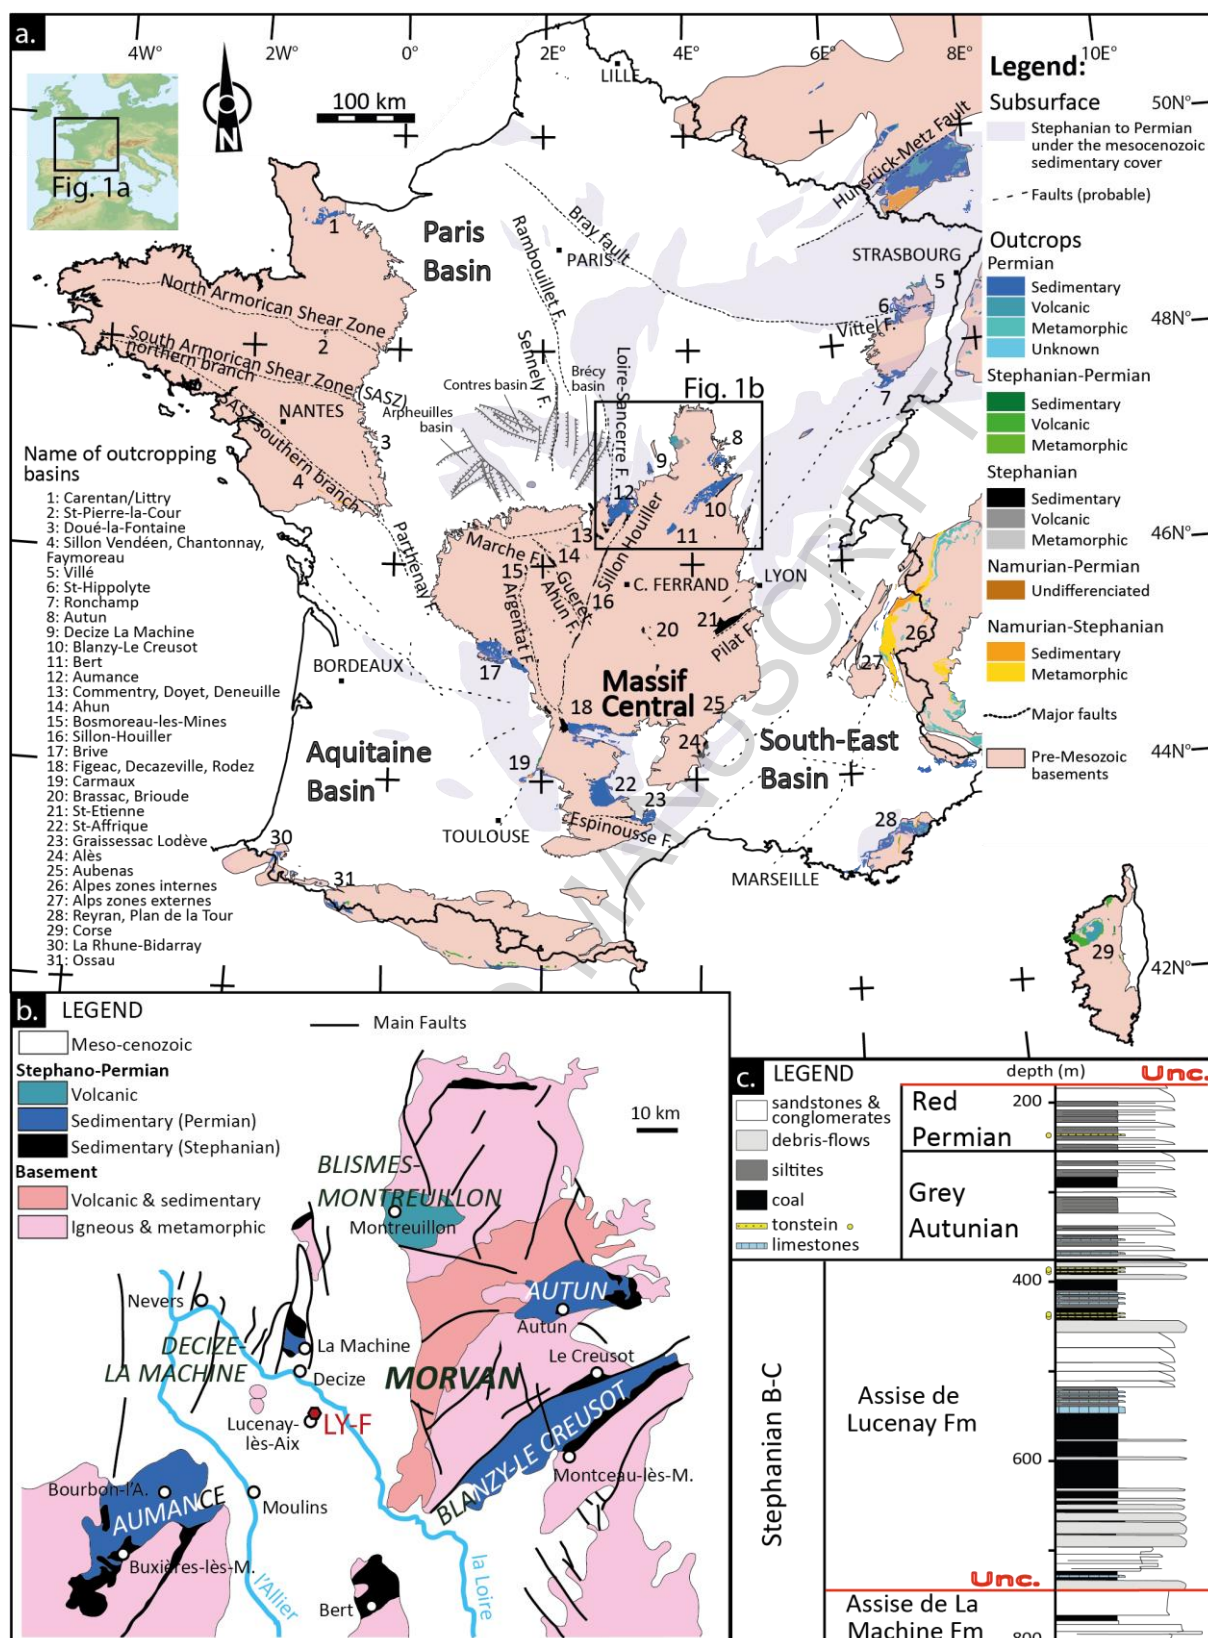 a.
4W°
2W°
0°
2E°
4E°
6E°
8E°
10E°
50N°
48N°
46N°
44N°
42N°
Fig. 1a
N
100 km
LILLE
Hunsrück-Metz Fault
Paris
Basin
Bray fault
PARIS
Rambouillet F.
STRASBOURG
1
North Armorican Shear Zone
2
South Armorican Shear Zone (SASZ)
northern branch
SASZ southern branch
NANTES
3
4
5
6
Vittel F.
7
Sennely F.
Loire-Sancerre F.
Contres basin
Brécy
basin
Arpheuilles
basin
Fig. 1b
8
9
10
11
12
13
14
Marche F.
15
Gueret
Ahun F.
Argentat F.
Sillon Houiller
16
Parthenay F.
C. FERRAND
LYON
20
21
Pilat F.
26
27
BORDEAUX
17
Massif
Central
18
25
24
Aquitaine
Basin
19
22
23
Espinousse F.
South-East
Basin
28
TOULOUSE
MARSEILLE
30
31
29
MANUSCRIPT
Name of outcropping
basins
1: Carentan/Littry
2: St-Pierre-la-Cour
3: Doué-la-Fontaine
4: Sillon Vendéen, Chantonnay,
Faymoreau
5: Villé
6: St-Hippolyte
7: Ronchamp
8: Autun
9: Decize La Machine
10: Blanzy-Le Creusot
11: Bert
12: Aumance
13: Commentry, Doyet, Deneuille
14: Ahun
15: Bosmoreau-les-Mines
16: Sillon-Houiller
17: Brive
18: Figeac, Decazeville, Rodez
19: Carmaux
20: Brassac, Brioude
21: St-Etienne
22: St-Affrique
23: Graissessac Lodève
24: Alès
25: Aubenas
26: Alpes zones internes
27: Alps zones externes
28: Reyran, Plan de la Tour
29: Corse
30: La Rhune-Bidarray
31: Ossau
Legend:
Subsurface
Stephanian to Permian
under the mesocenozoic
sedimentary cover
Faults (probable)
Outcrops
Permian
Sedimentary
Volcanic
Metamorphic
Unknown
Stephanian-Permian
Sedimentary
Volcanic
Metamorphic
Stephanian
Sedimentary
Volcanic
Metamorphic
Namurian-Permian
Undifferenciated
Namurian-Stephanian
Sedimentary
Metamorphic
Major faults
Pre-Mesozoic
basements
b.
LEGEND
Main Faults
Meso-cenozoic
Stephano-Permian
Volcanic
Sedimentary (Permian)
Sedimentary (Stephanian)
Basement
Volcanic & sedimentary
Igneous & metamorphic
10 km
BLISMES-
MONTREUILLON
Montreuillon
AUTUN
Autun
Nevers
La Machine
DECIZE-
LA MACHINE
Decize
MORVAN
Le Creusot
LY-F
Lucenay-
lès-Aix
BLANZY-LE CREUSOT
Montceau-lès-M.
Bourbon-l'A.
AUMANCE
Moulins
Buxières-lès-M.
l'Allier
la Loire
Bert
c.
LEGEND
sandstones &
conglomerates
debris-flows
siltites
coal
tonstein
limestones
depth (m)
Unc.
200
Red
Permian
Grey
Autunian
400
Stephanian B-C
Assise de
Lucenay Fm
600
Unc.
Assise de La
Machine Fm
800